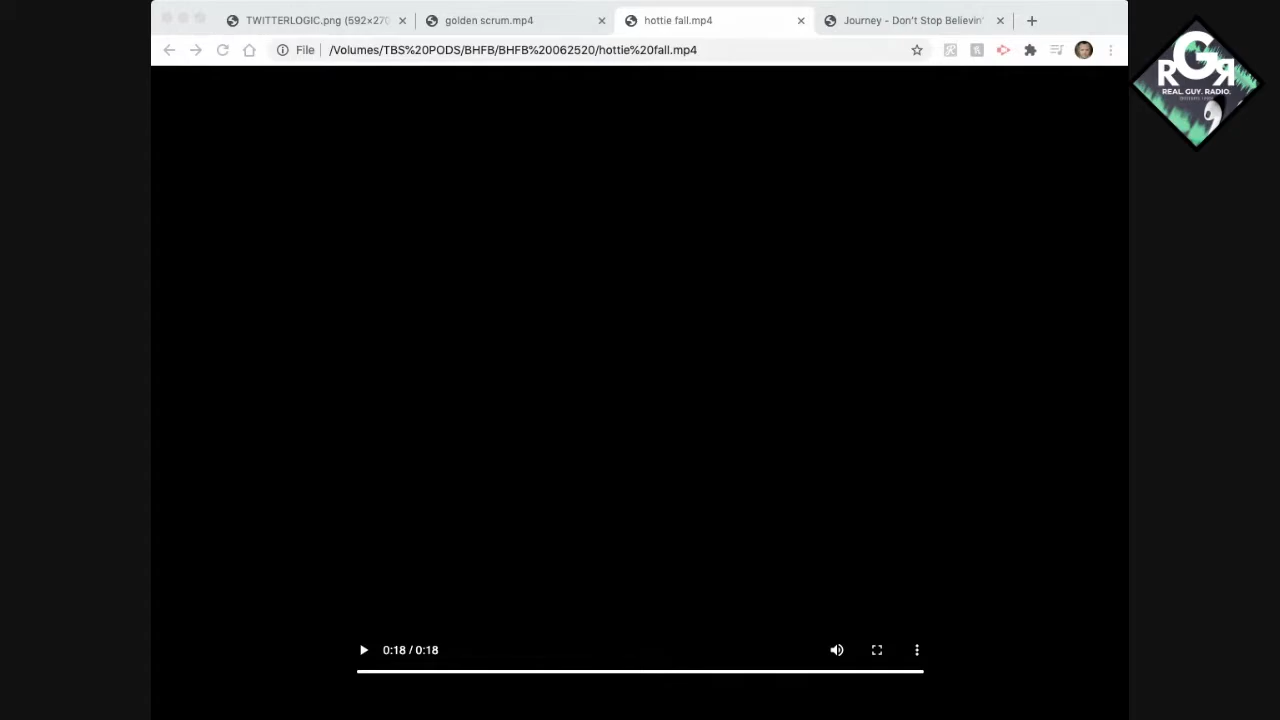 TWITTERLOGIC.png (592×270
golden scrum.mp4
hottie fall.mp4
Journey - Don't Stop Believin'
File
/Volumes/TBS%20PODS/BHFB/BHFB%20062520/hottie%20fall.mp4
RGR
REAL. GUY. RADIO.
0:18 / 0:18